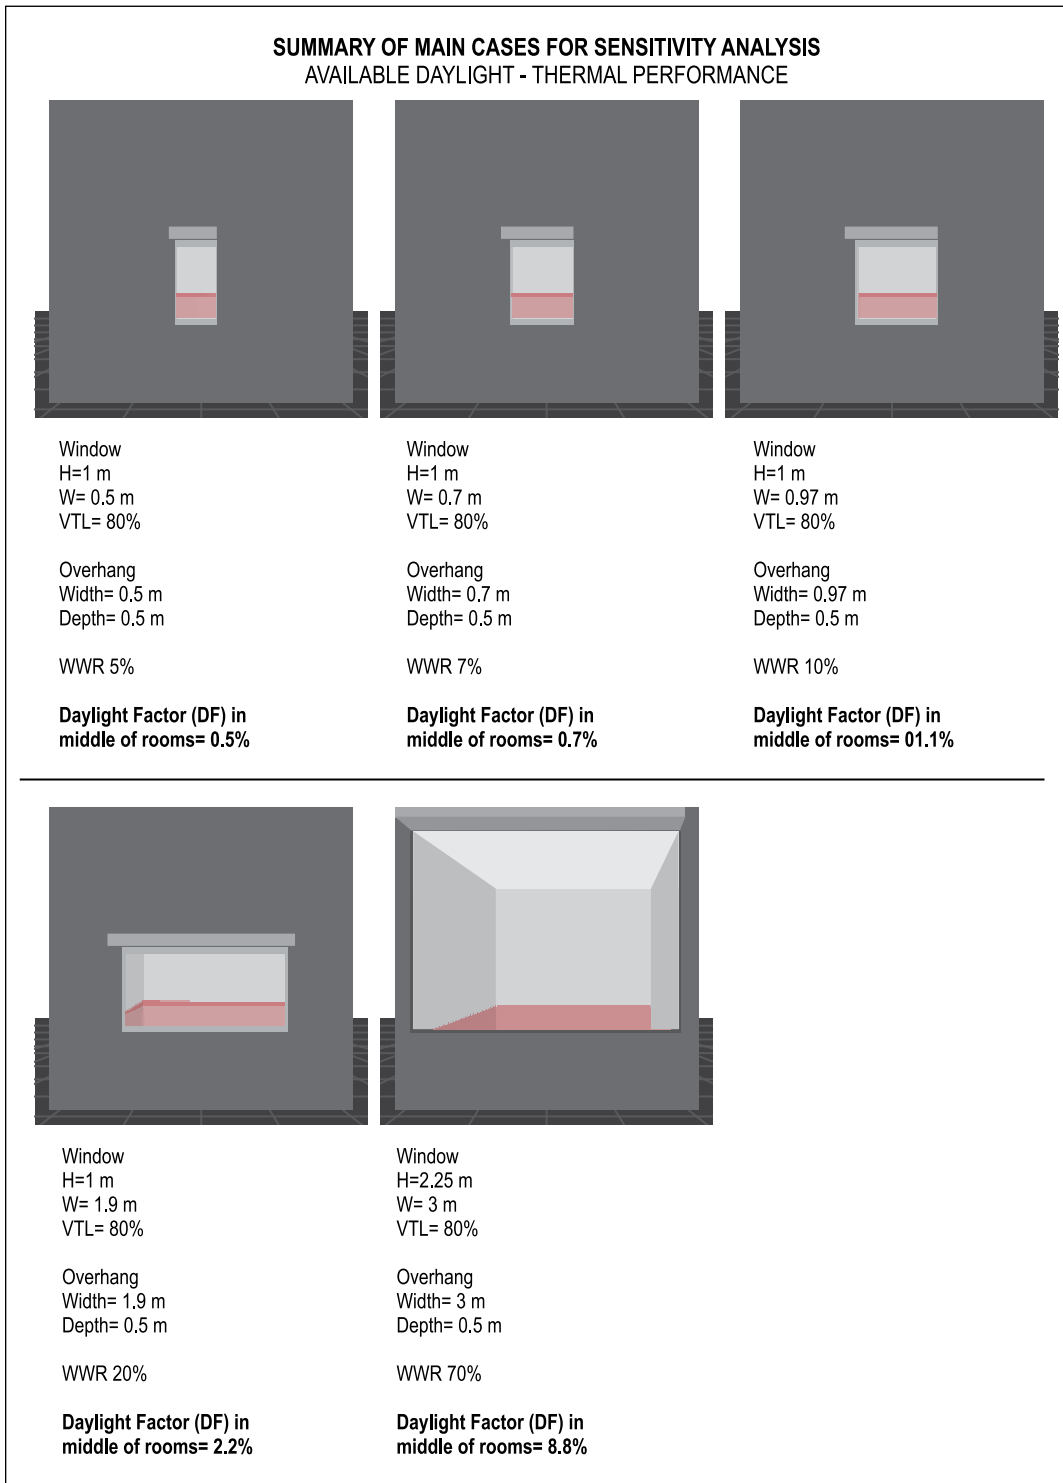 SUMMARY OF MAIN CASES FOR SENSITIVITY ANALYSIS
AVAILABLE DAYLIGHT - THERMAL PERFORMANCE
Window
H=1 m
W= 0.5 m
VTL= 80%
Overhang
Width= 0.5 m
Depth= 0.5 m
WWR 5%
Daylight Factor (DF) in
middle of rooms= 0.5%
Window
H=1 m
W= 0.7 m
VTL= 80%
Overhang
Width= 0.7 m
Depth= 0.5 m
WWR 7%
Daylight Factor (DF) in
middle of rooms= 0.7%
Window
H=1 m
W= 0.97 m
VTL= 80%
Overhang
Width= 0.97 m
Depth= 0.5 m
WWR 10%
Daylight Factor (DF) in
middle of rooms= 01.1%
Window
H=1 m
W= 1.9 m
VTL= 80%
Overhang
Width= 1.9 m
Depth= 0.5 m
WWR 20%
Daylight Factor (DF) in
middle of rooms= 2.2%
Window
H=2.25 m
W= 3 m
VTL= 80%
Overhang
Width= 3 m
Depth= 0.5 m
WWR 70%
Daylight Factor (DF) in
middle of rooms= 8.8%